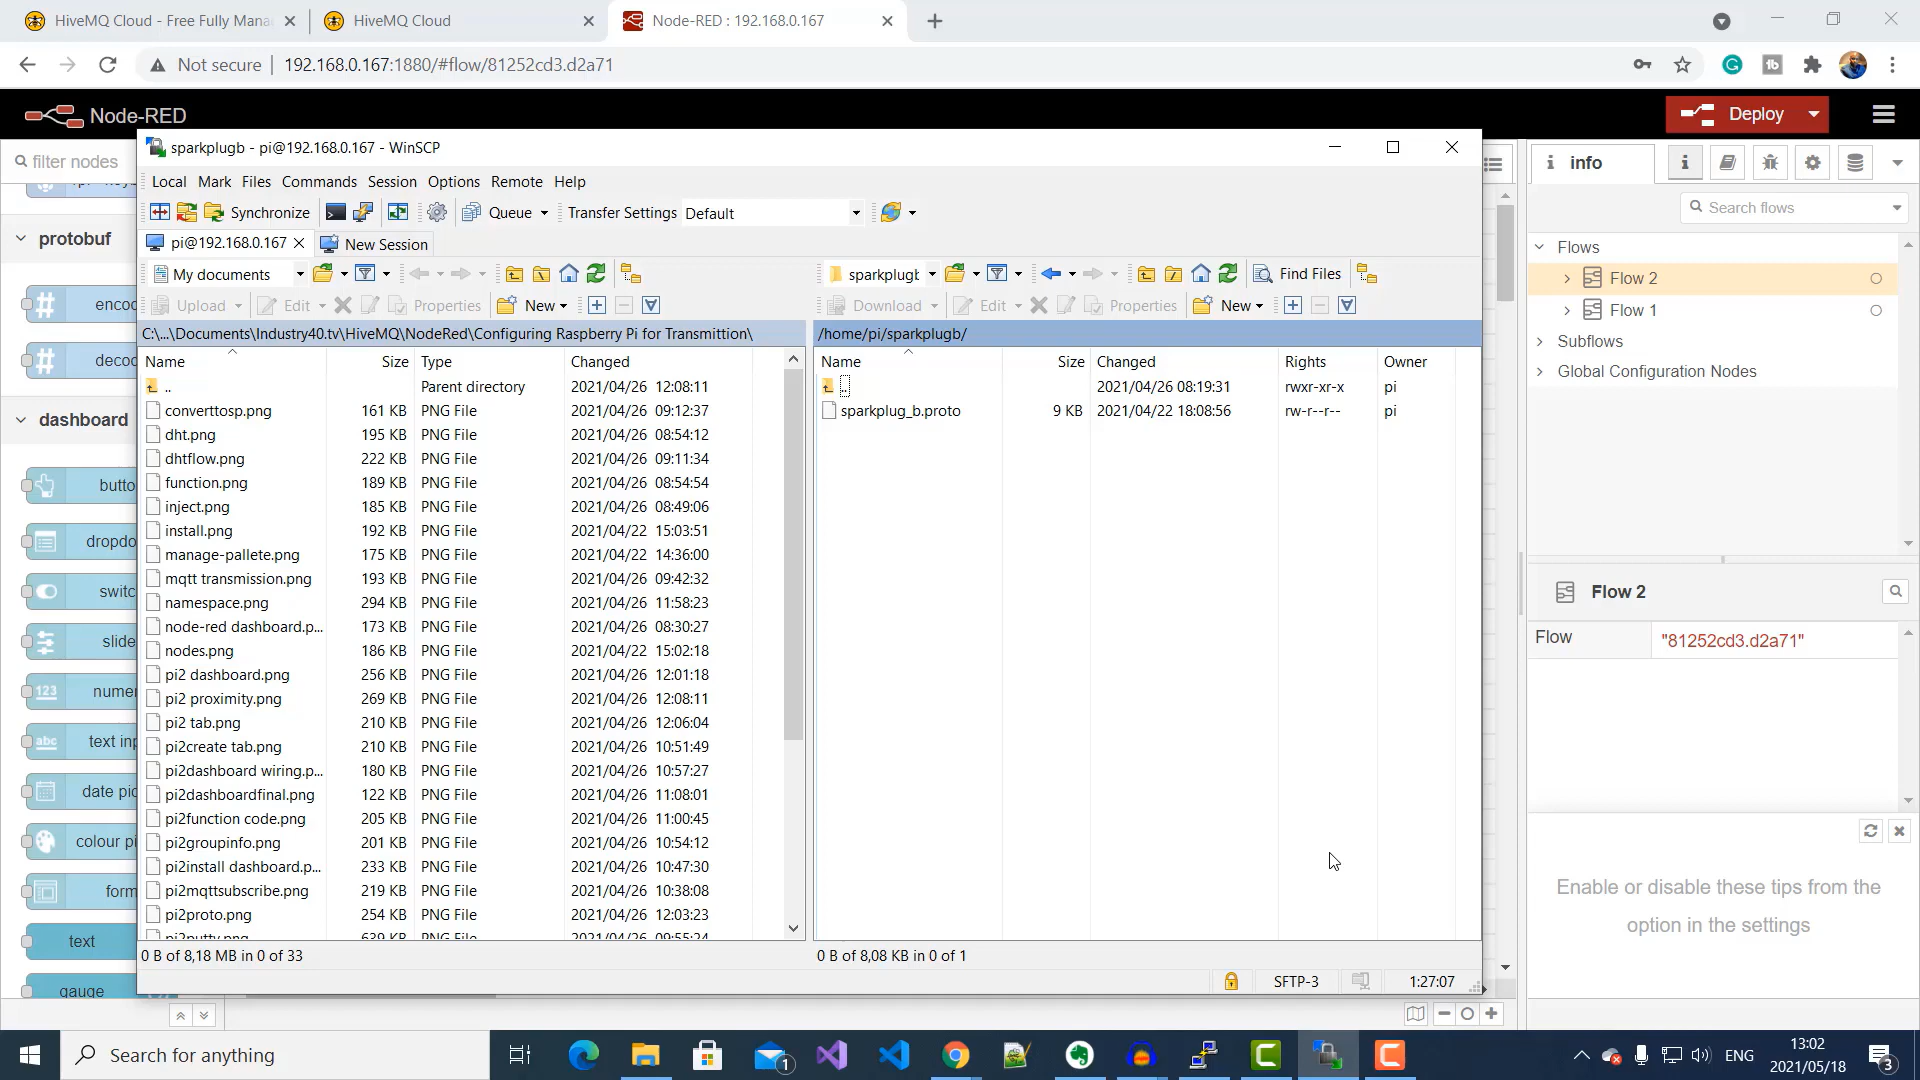 HiveMQ Cloud - Free Fully Mana
HiveMQ Cloud
Node-RED : 192.168.0.167
Not secure
192.168.0.167:1880/#flow/81252cd3.d2a71
Node-RED
Deploy
filter nodes
protobuf
encoc
decoc
dashboard
butto
dropdo
switc
slide
numer
text inp
date pic
colour pi
form
text
gauge
sparkplugb - pi@192.168.0.167 - WinSCP
Local Mark Files Commands Session Options Remote Help
Synchronize
Queue
Transfer Settings Default
pi@192.168.0.167
New Session
My documents
Upload Edit Properties New
C:\...\Documents\Industry40.tv\HiveMQ\NodeRed\Configuring Raspberry Pi for Transmittion\
Name Size Type Changed
.. Parent directory 2021/04/26 12:08:11
converttosp.png 161 KB PNG File 2021/04/26 09:12:37
dht.png 195 KB PNG File 2021/04/26 08:54:12
dhtflow.png 222 KB PNG File 2021/04/26 09:11:34
function.png 189 KB PNG File 2021/04/26 08:54:54
inject.png 185 KB PNG File 2021/04/26 08:49:06
install.png 192 KB PNG File 2021/04/22 15:03:51
manage-pallete.png 175 KB PNG File 2021/04/22 14:36:00
mqtt transmission.png 193 KB PNG File 2021/04/26 09:42:32
namespace.png 294 KB PNG File 2021/04/26 11:58:23
node-red dashboard.p... 173 KB PNG File 2021/04/26 08:30:27
nodes.png 186 KB PNG File 2021/04/22 15:02:18
pi2 dashboard.png 256 KB PNG File 2021/04/26 12:01:18
pi2 proximity.png 269 KB PNG File 2021/04/26 12:08:11
pi2 tab.png 210 KB PNG File 2021/04/26 12:06:04
pi2create tab.png 210 KB PNG File 2021/04/26 10:51:49
pi2dashboard wiring.p... 180 KB PNG File 2021/04/26 10:57:27
pi2dashboardfinal.png 122 KB PNG File 2021/04/26 11:08:01
pi2function code.png 205 KB PNG File 2021/04/26 11:00:45
pi2groupinfo.png 201 KB PNG File 2021/04/26 10:54:12
pi2install dashboard.p... 233 KB PNG File 2021/04/26 10:47:30
pi2mqttsubscribe.png 219 KB PNG File 2021/04/26 10:38:08
pi2proto.png 254 KB PNG File 2021/04/26 12:03:23
pi2putty.png 639 KB PNG File 2021/04/26 09:55:24
0 B of 8,18 MB in 0 of 33
sparkplugb
Find Files
Download Edit Properties New
/home/pi/sparkplugb/
Name Size Changed Rights Owner
.. 2021/04/26 08:19:31 rwxr-xr-x pi
sparkplug_b.proto 9 KB 2021/04/22 18:08:56 rw-r--r-- pi
0 B of 8,08 KB in 0 of 1
SFTP-3
1:27:07
info
Search flows
Flows
Flow 2
Flow 1
Subflows
Global Configuration Nodes
Flow 2
Flow "81252cd3.d2a71"
Enable or disable these tips from the
option in the settings
Search for anything
1
ENG
13:02
2021/05/18
3